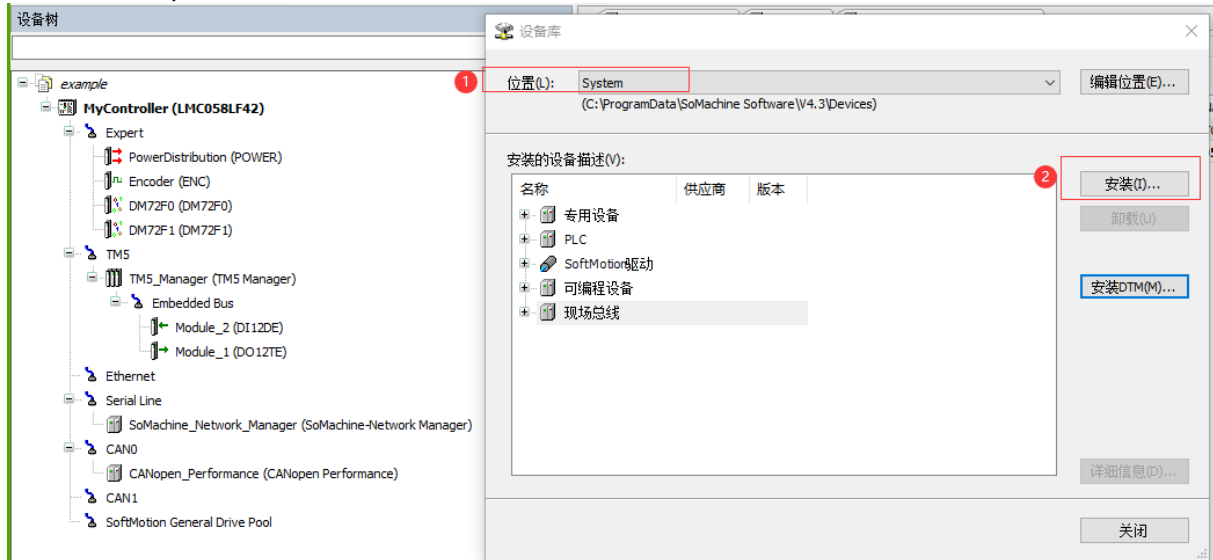 设备树
example
MyController (LMC058LF42)
Expert
PowerDistribution (POWER)
Encoder (ENC)
DM72F0 (DM72F0)
DM72F1 (DM72F1)
TM5
TM5_Manager (TM5 Manager)
Embedded Bus
Module_2 (DI12DE)
Module_1 (DO12TE)
Ethernet
Serial Line
SoMachine_Network_Manager (SoMachine-Network Manager)
CAN0
CANopen_Performance (CANopen Performance)
CAN1
SoftMotion General Drive Pool
设备库
1
位置(L): System 编辑位置(E)...
(C:\ProgramData\SoMachine Software\V4.3\Devices)
安装的设备描述(V):
2
名称 供应商 版本 安装(I)...
专用设备 卸载(U)
PLC
SoftMotion驱动
可编程设备 安装DTM(M)...
现场总线
详细信息(D)...
关闭